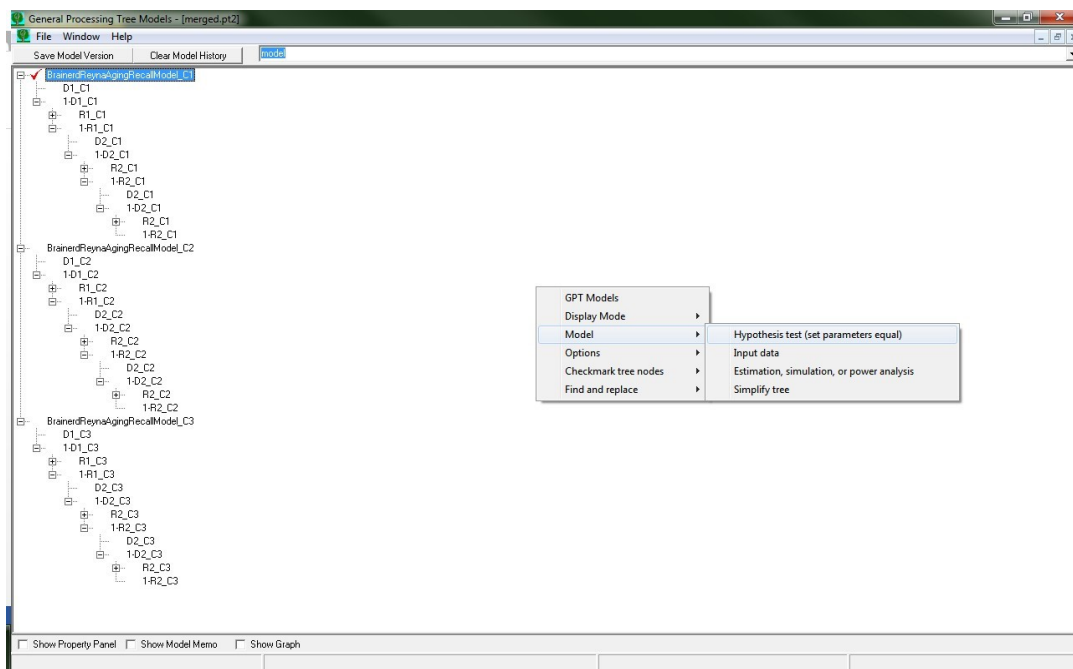 General Processing Tree Models - [merged.pt2]
File Window Help
Save Model Version Clear Model History model
BrainerdReynaAgingRecallModel_C1
D1_C1
1-D1_C1
R1_C1
1-R1_C1
D2_C1
1-D2_C1
R2_C1
1-R2_C1
D2_C1
1-D2_C1
R2_C1
1-R2_C1
BrainerdReynaAgingRecallModel_C2
D1_C2
1-D1_C2
R1_C2
1-R1_C2
D2_C2
1-D2_C2
R2_C2
1-R2_C2
D2_C2
1-D2_C2
R2_C2
1-R2_C2
BrainerdReynaAgingRecallModel_C3
D1_C3
1-D1_C3
R1_C3
1-R1_C3
D2_C3
1-D2_C3
R2_C3
1-R2_C3
D2_C3
1-D2_C3
R2_C3
1-R2_C3
GPT Models
Display Mode
Model
Options
Checkmark tree nodes
Find and replace
Hypothesis test (set parameters equal)
Input data
Estimation, simulation, or power analysis
Simplify tree
Show Property Panel Show Model Memo Show Graph